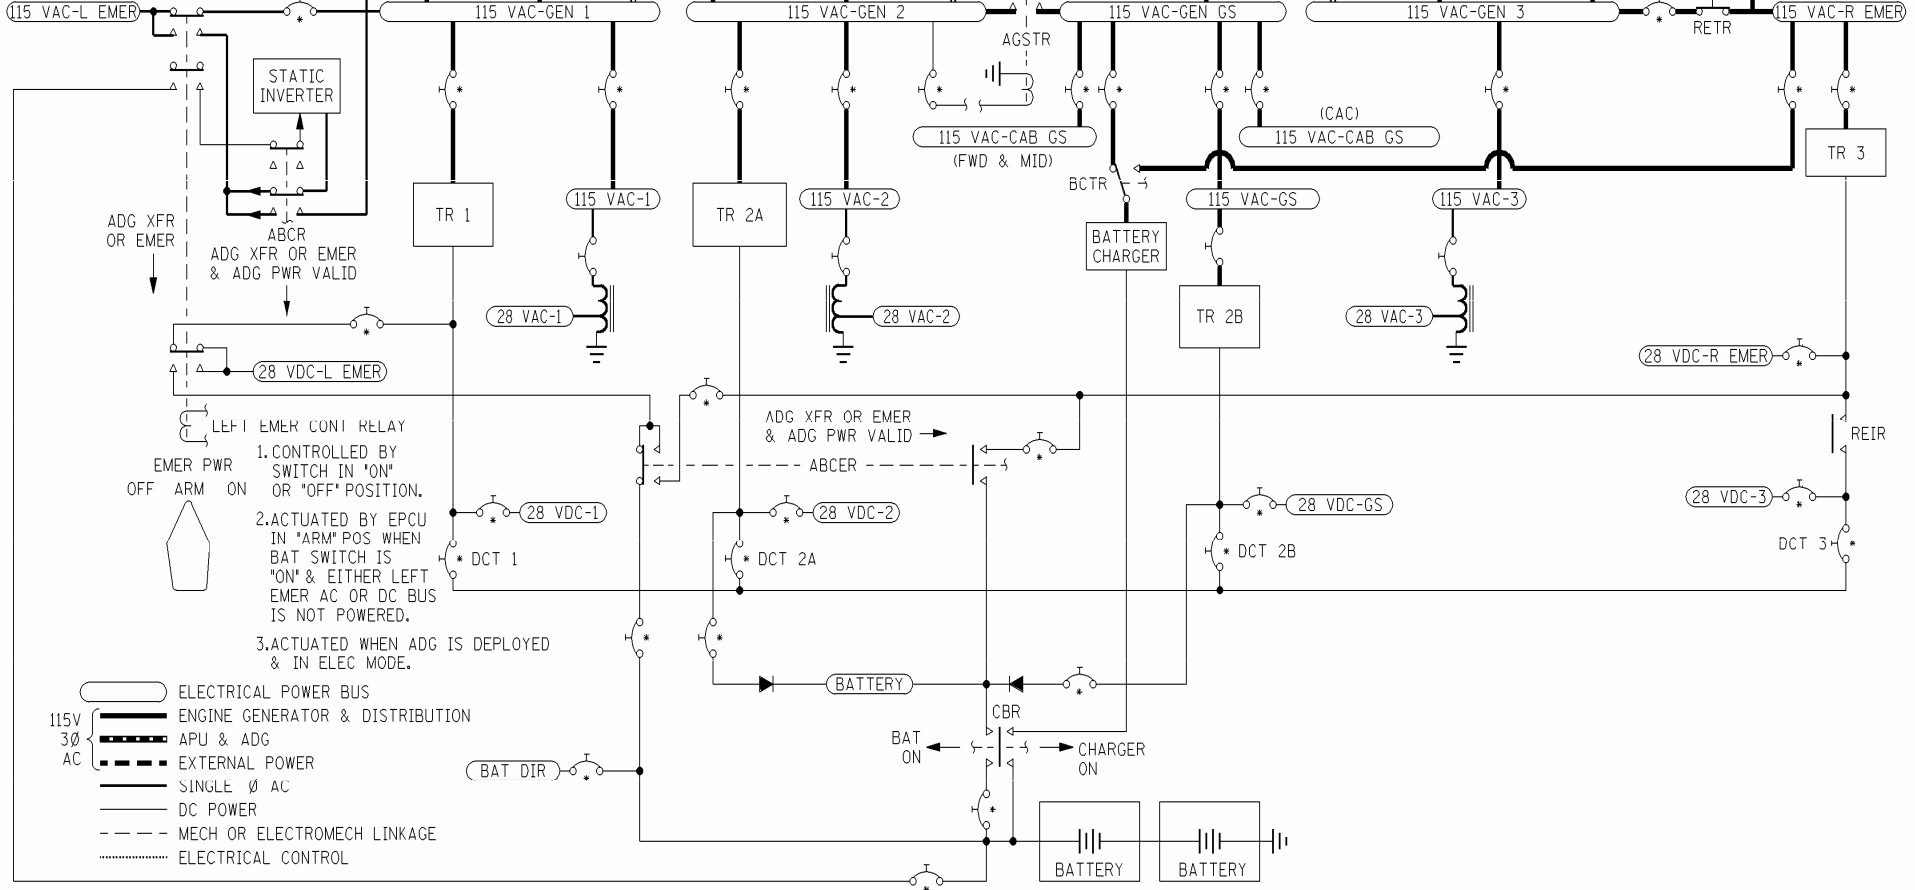 115 VAC-L EMER
115 VAC-GEN 1
115 VAC-GEN 2
115 VAC-GEN GS
115 VAC-GEN 3
115 VAC-R EMER
RETR
AGSTR
STATIC
INVERTER
(CAC)
115 VAC-CAB GS
(FWD & MID)
115 VAC-CAB GS
TR 3
BCTR
TR 1
115 VAC-1
TR 2A
115 VAC-2
115 VAC-GS
115 VAC-3
ADG XFR
OR EMER
ABCR
ADG XFR OR EMER
& ADG PWR VALID
BATTERY
CHARGER
28 VAC-1
28 VAC-2
TR 2B
28 VAC-3
28 VDC-L EMER
28 VDC-R EMER
LEFT EMER CONT RELAY
ADG XFR OR EMER
& ADG PWR VALID
REIR
ABCER
EMER PWR
OFF ARM ON
1. CONTROLLED BY
SWITCH IN "ON"
OR "OFF" POSITION.
2. ACTUATED BY EPCU
IN "ARM" POS WHEN
BAT SWITCH IS
"ON" & EITHER LEFT
EMER AC OR DC BUS
IS NOT POWERED.
3. ACTUATED WHEN ADG IS DEPLOYED
& IN ELEC MODE.
28 VDC-1
28 VDC-2
28 VDC-GS
28 VDC-3
DCT 1
DCT 2A
DCT 2B
DCT 3
BATTERY
CBR
BAT
ON
CHARGER
ON
BAT DIR
BATTERY
BATTERY
ELECTRICAL POWER BUS
115V
3Ø
AC
ENGINE GENERATOR & DISTRIBUTION
APU & ADG
EXTERNAL POWER
SINGLE Ø AC
DC POWER
MECH OR ELECTROMECH LINKAGE
ELECTRICAL CONTROL